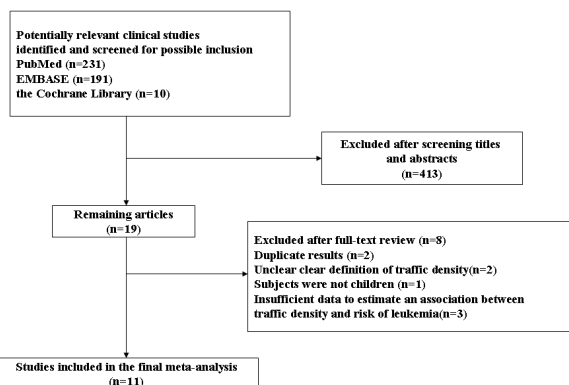 Potentially relevant clinical studies
identified and screened for possible inclusion
PubMed (n=231)
EMBASE (n=191)
the Cochrane Library (n=10)
Excluded after screening titles
and abstracts
(n=413)
Remaining articles
(n=19)
Excluded after full-text review (n=8)
Duplicate results (n=2)
Unclear clear definition of traffic density(n=2)
Subjects were not children (n=1)
Insufficient data to estimate an association between
traffic density and risk of leukemia(n=3)
Studies included in the final meta-analysis
(n=11)